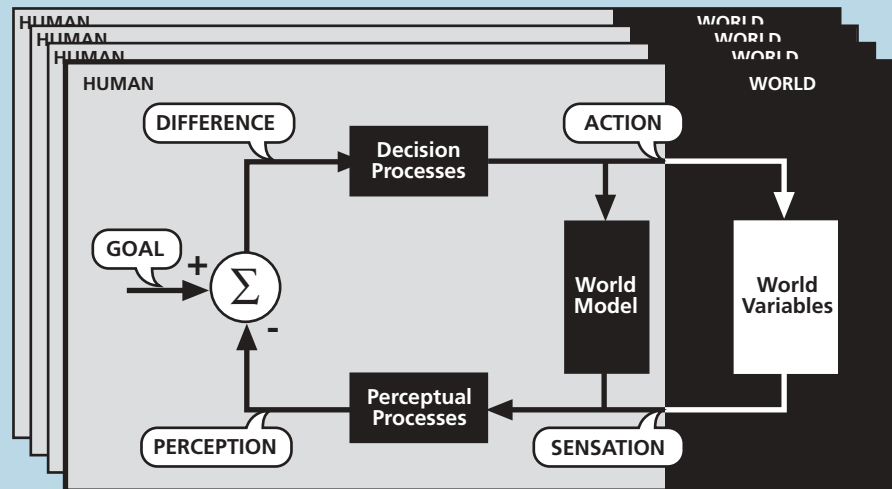 HUMAN
WORLD
HUMAN
WORLD
HUMAN
WORLD
HUMAN
WORLD
DIFFERENCE
ACTION
Decision
Processes
GOAL
+
Σ
-
World
Model
World
Variables
Perceptual
Processes
PERCEPTION
SENSATION